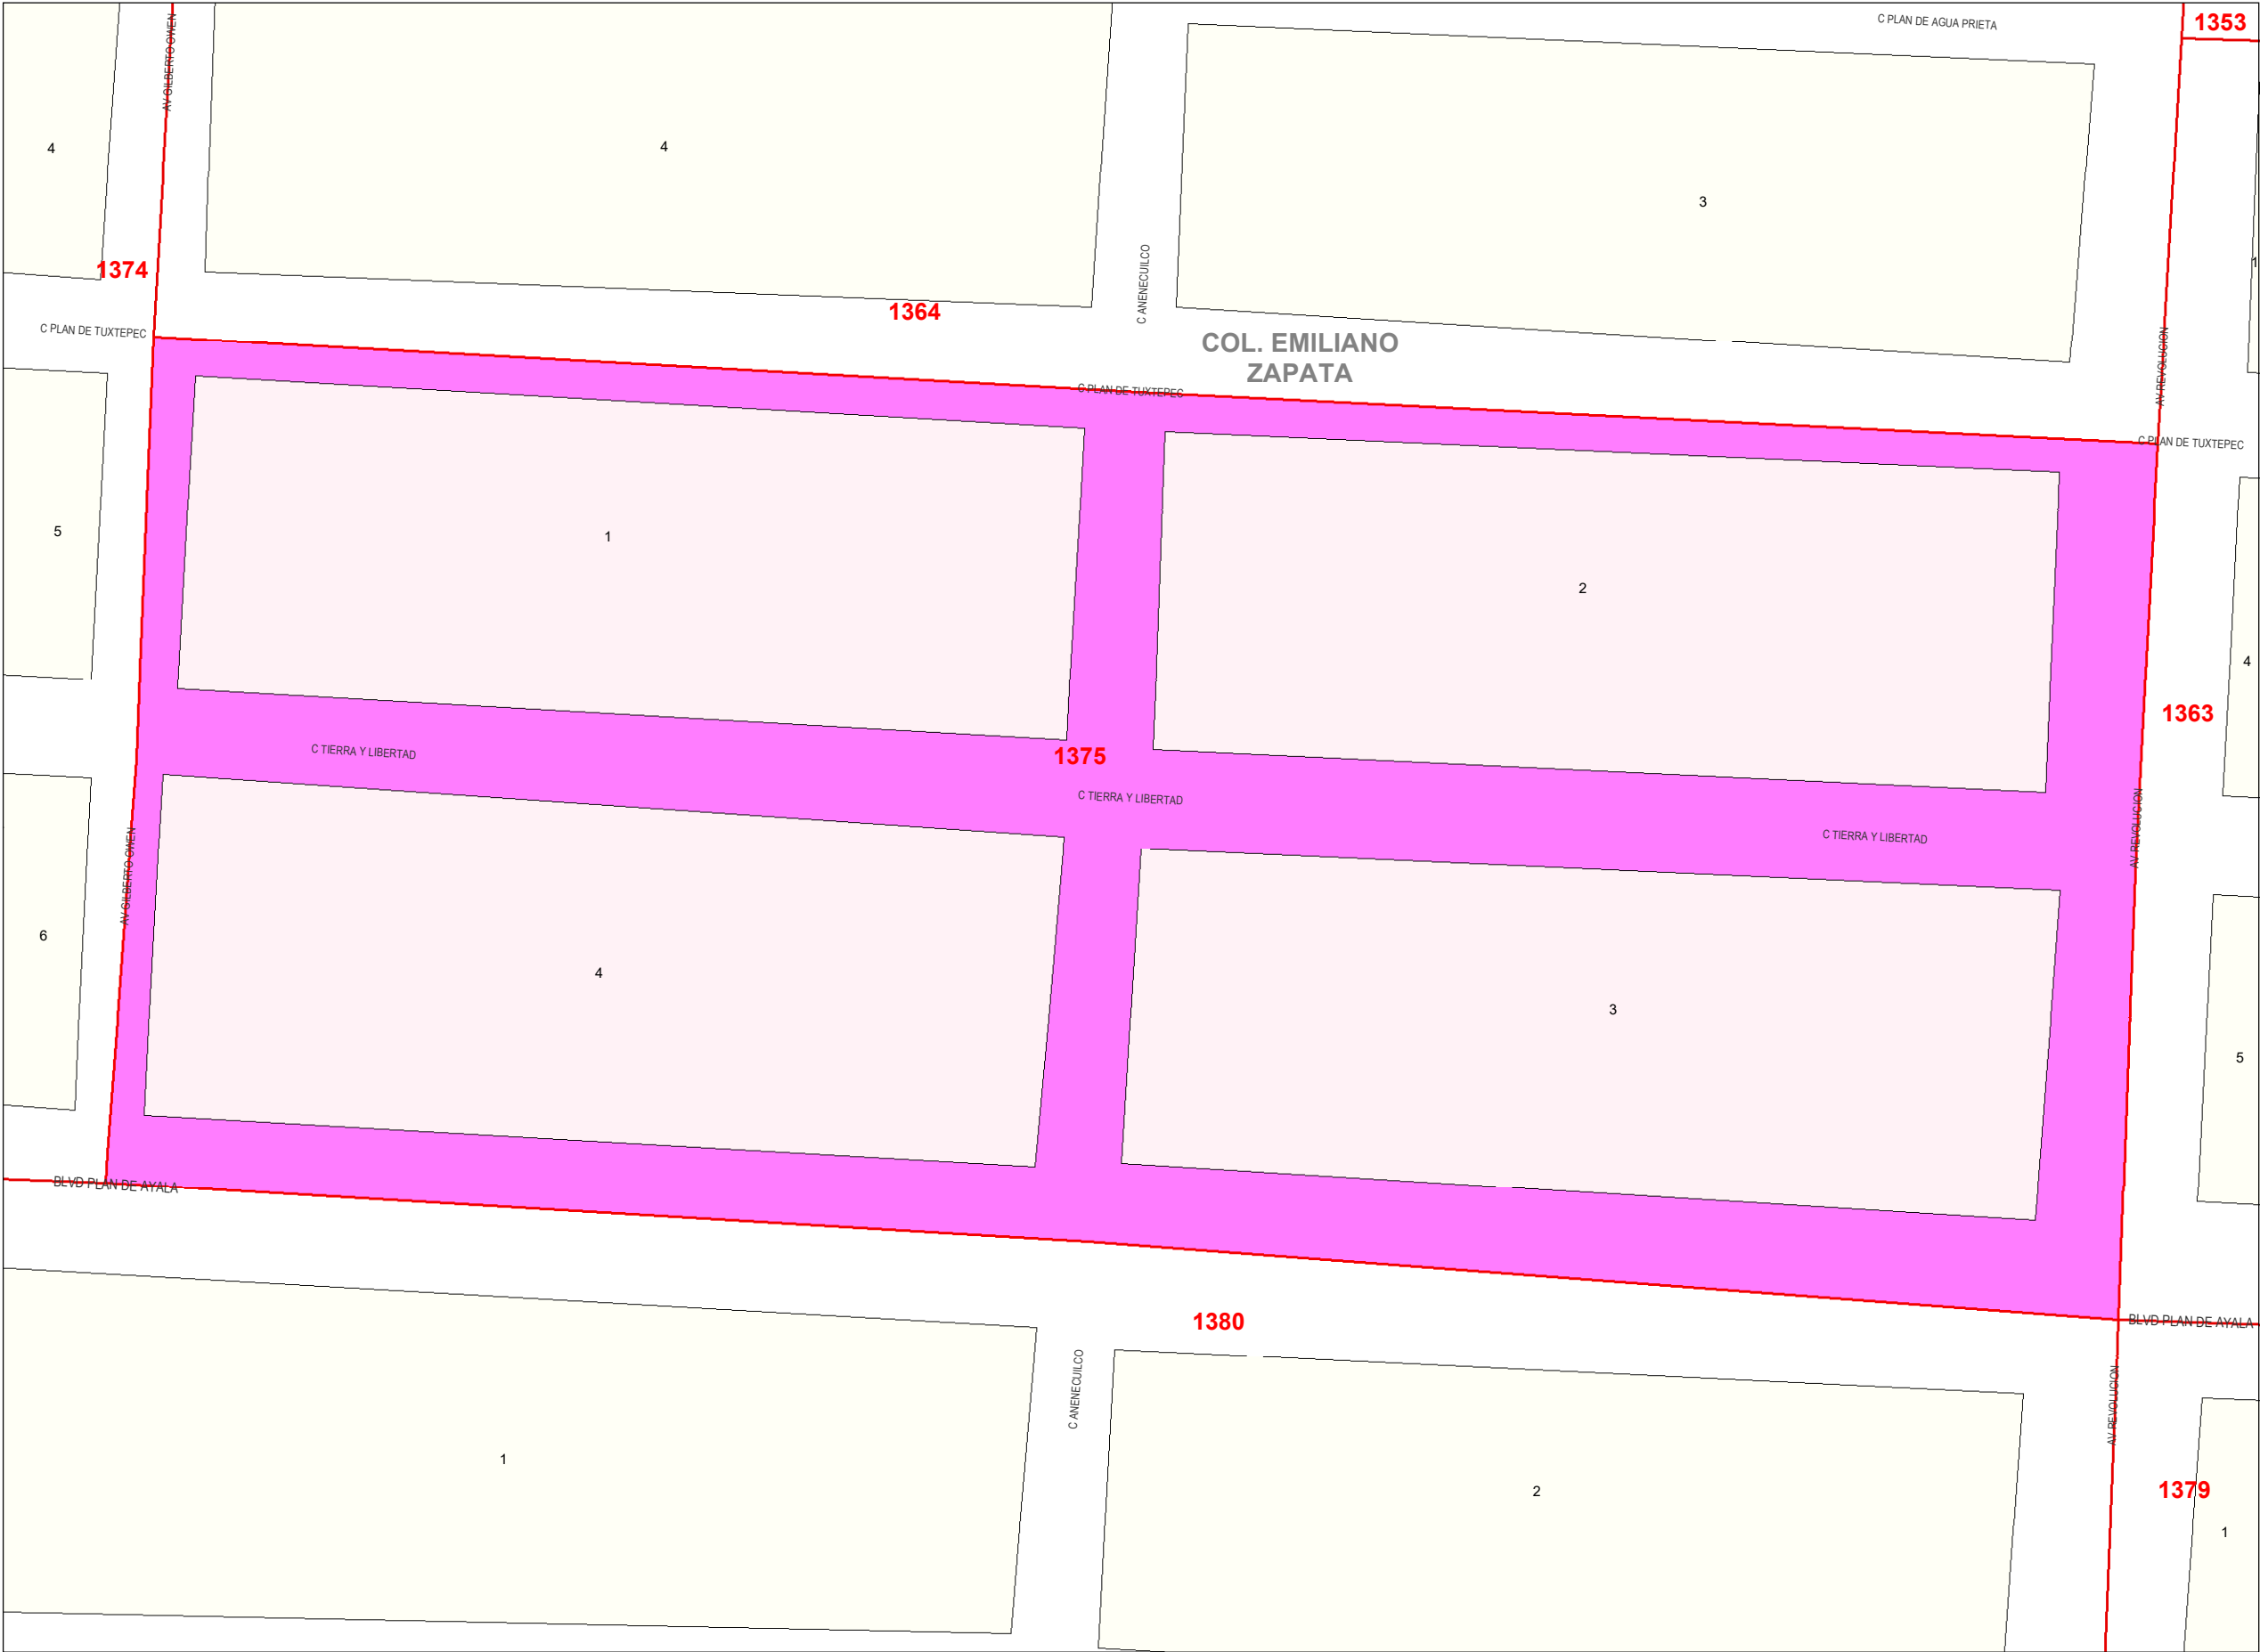 C PLAN DE AGUA PRIETA
1353
AV GILBERTO OWEN
4
4
3
1
1374
C ANENECUILCO
1364
C PLAN DE TUXTEPEC
COL. EMILIANO
ZAPATA
AV REVOLUCION
C PLAN DE TUXTEPEC
C PLAN DE TUXTEPEC
5
1
2
4
1363
C TIERRA Y LIBERTAD
1375
C TIERRA Y LIBERTAD
C TIERRA Y LIBERTAD
AV REVOLUCION
AV GILBERTO OWEN
6
4
3
5
BLVD PLAN DE AYALA
1380
BLVD PLAN DE AYALA
C ANENECUILCO
AV REVOLUCION
1
2
1379
1